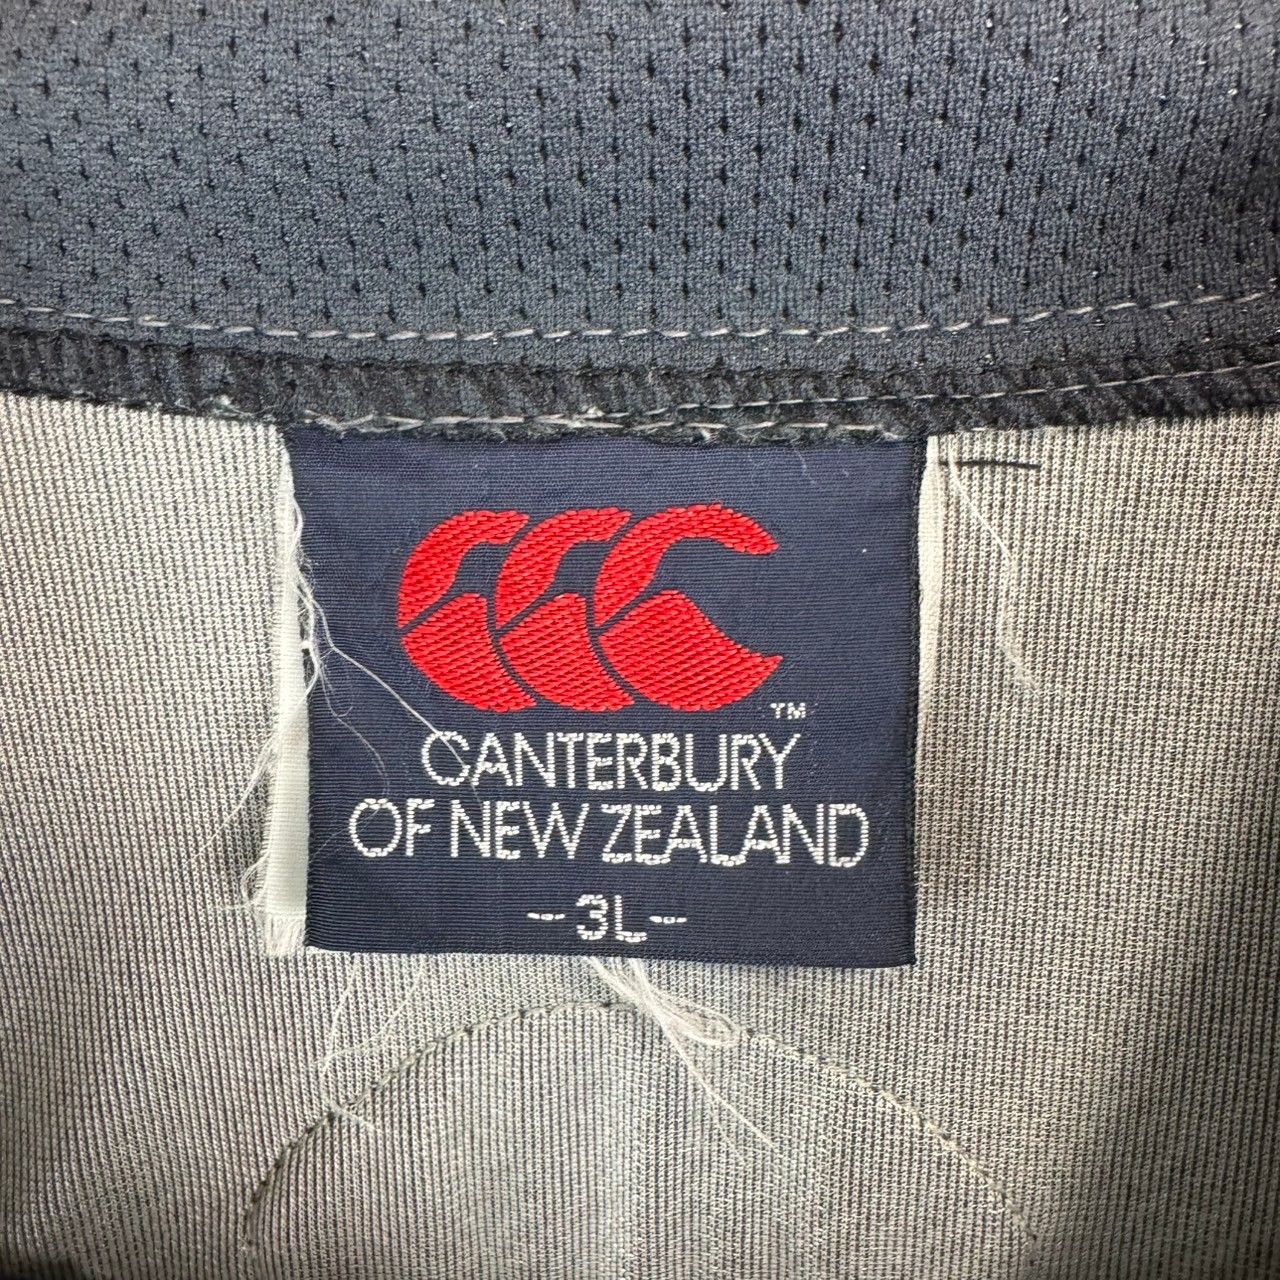 TM
CANTERBURY
OF NEW ZEALAND
-3L-